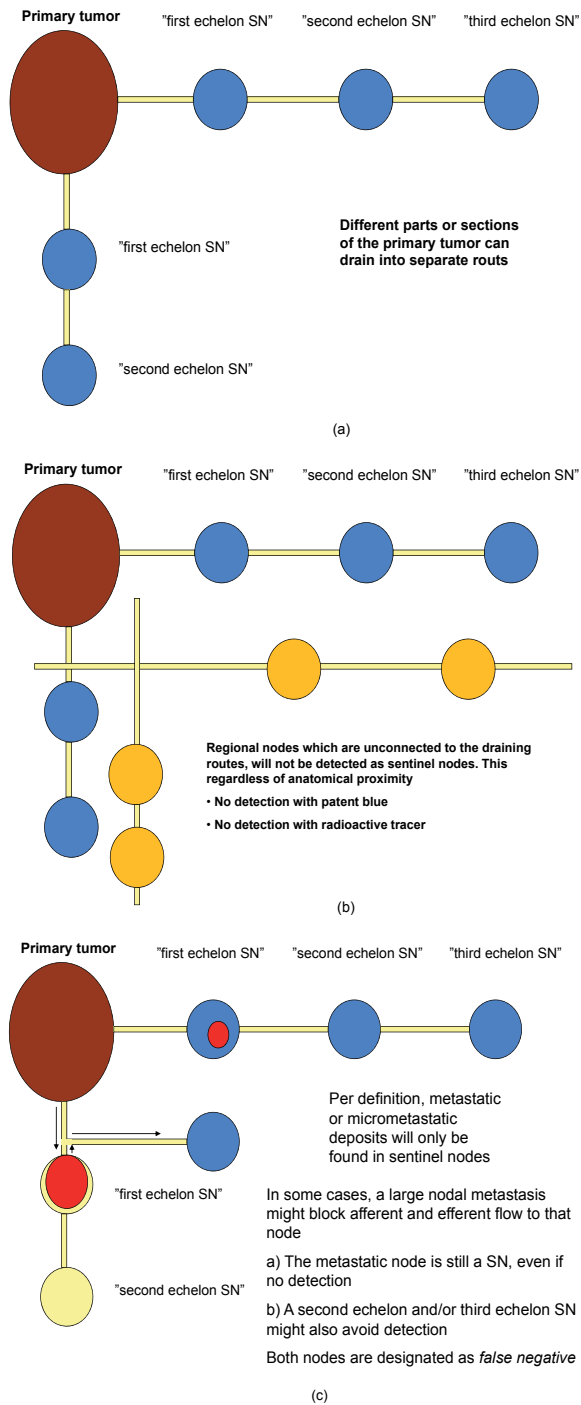 Primary tumor
”first echelon SN”
”second echelon SN”
”third echelon SN”
Different parts or sections
of the primary tumor can
drain into separate routs
”first echelon SN”
”second echelon SN”
(a)
Primary tumor
”first echelon SN”
”second echelon SN”
”third echelon SN”
Regional nodes which are unconnected to the draining
routes, will not be detected as sentinel nodes. This
regardless of anatomical proximity
• No detection with patent blue
• No detection with radioactive tracer
(b)
Primary tumor
”first echelon SN”
”second echelon SN”
”third echelon SN”
Per definition, metastatic
or micrometastatic
deposits will only be
found in sentinel nodes
”first echelon SN”
”second echelon SN”
In some cases, a large nodal metastasis
might block afferent and efferent flow to that
node
a) The metastatic node is still a SN, even if
no detection
b) A second echelon and/or third echelon SN
might also avoid detection
Both nodes are designated as false negative
(c)